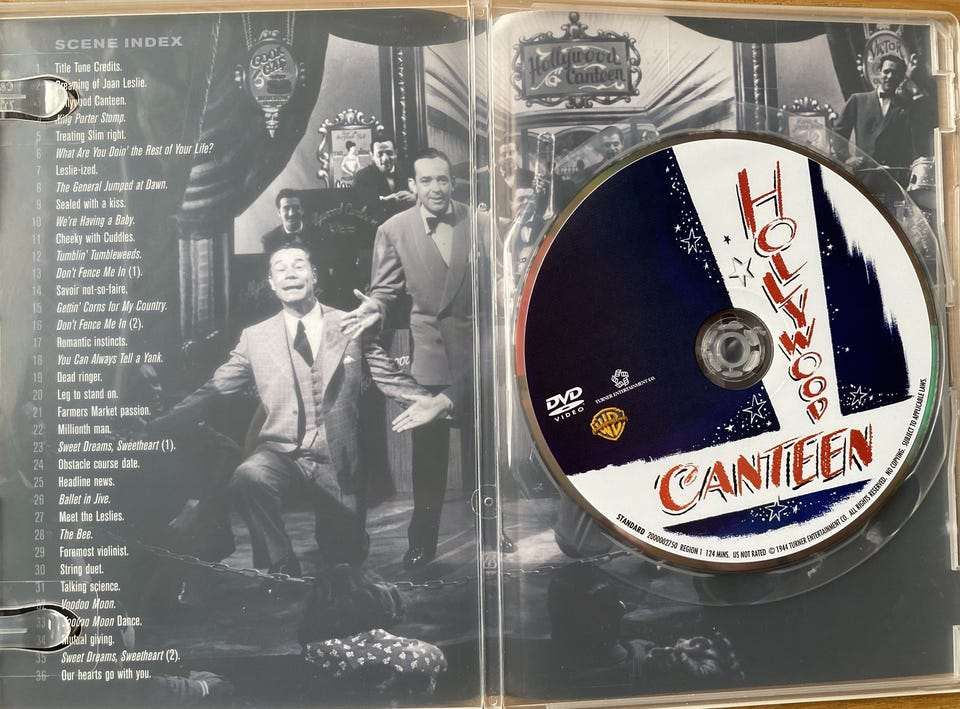 SCENE INDEX
1 Title Tune Credits.
of Joan Leslie.
Canteen.
King Porter Stomp.
5 Treating Slim right.
6 What Are You Doin' the Rest of Your Life?
7 Leslie-ized.
8 The General Jumped at Dawn.
9 Sealed with a kiss.
10 We're Having a Baby.
11 Cheeky with Cuddles.
12 Tumblin' Tumbleweeds.
13 Don't Fence Me In (1).
14 Savoir not-so-faire.
15 Gettin' Corns for My Country.
16 Don't Fence Me In (2).
17 Romantic instincts.
18 You Can Always Tell a Yank.
19 Dead ringer.
20 Leg to stand on.
21 Farmers Market passion.
22 Millionth man.
23 Sweet Dreams, Sweetheart (1).
24 Obstacle course date.
25 Headline news.
26 Ballet in Jive.
27 Meet the Leslies.
28 The Bee.
29 Foremost violinist.
30 String duet.
31 Talking science.
32 Voodoo Moon.
33 Voodoo Moon Dance.
34 Mutual giving.
35 Sweet Dreams, Sweetheart (2).
36 Our hearts go with you.
Hollywood
Canteen
HOLLYWOOD
CANTEEN
DVD
VIDEO
TURNER ENTERTAINMENT CO.
WB
STANDARD 2000002750 REGION 1 124 MINS. US NOT RATED © 1944 TURNER ENTERTAINMENT CO. ALL RIGHTS RESERVED. NO COPYING. SUBJECT TO APPLICABLE LAWS.